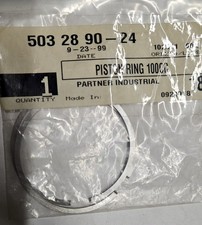 503 28 90-24
9-23-99
DATE
PISTON RING 100CC
PARTNER INDUSTRIAL
1
QUANTITY
Made In: